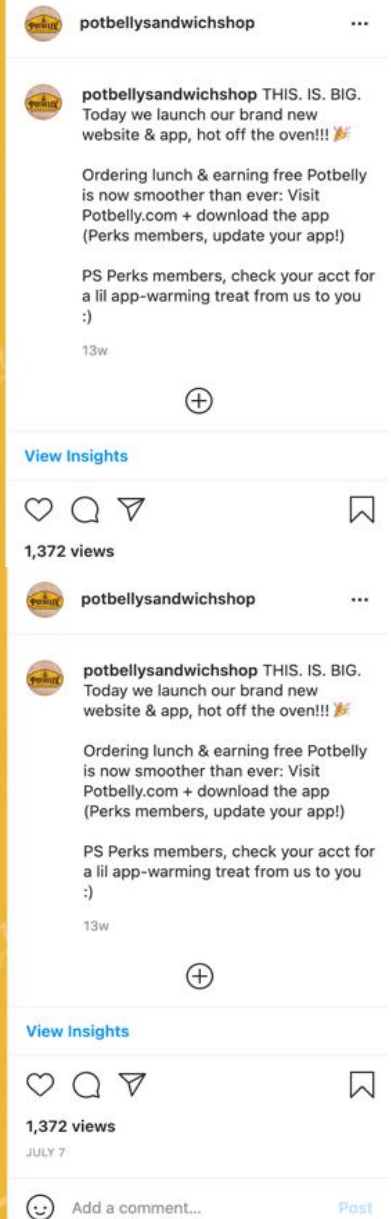 potbellysandwichshop
potbellysandwichshop THIS. IS. BIG.
Today we launch our brand new
website & app, hot off the oven!!! 🎉
Ordering lunch & earning free Potbelly
is now smoother than ever: Visit
Potbelly.com + download the app
(Perks members, update your app!)
PS Perks members, check your acct for
a lil app-warming treat from us to you
:)
13w
View Insights
1,372 views
potbellysandwichshop
potbellysandwichshop THIS. IS. BIG.
Today we launch our brand new
website & app, hot off the oven!!! 🎉
Ordering lunch & earning free Potbelly
is now smoother than ever: Visit
Potbelly.com + download the app
(Perks members, update your app!)
PS Perks members, check your acct for
a lil app-warming treat from us to you
:)
13w
View Insights
1,372 views
JULY 7
Add a comment...
Post